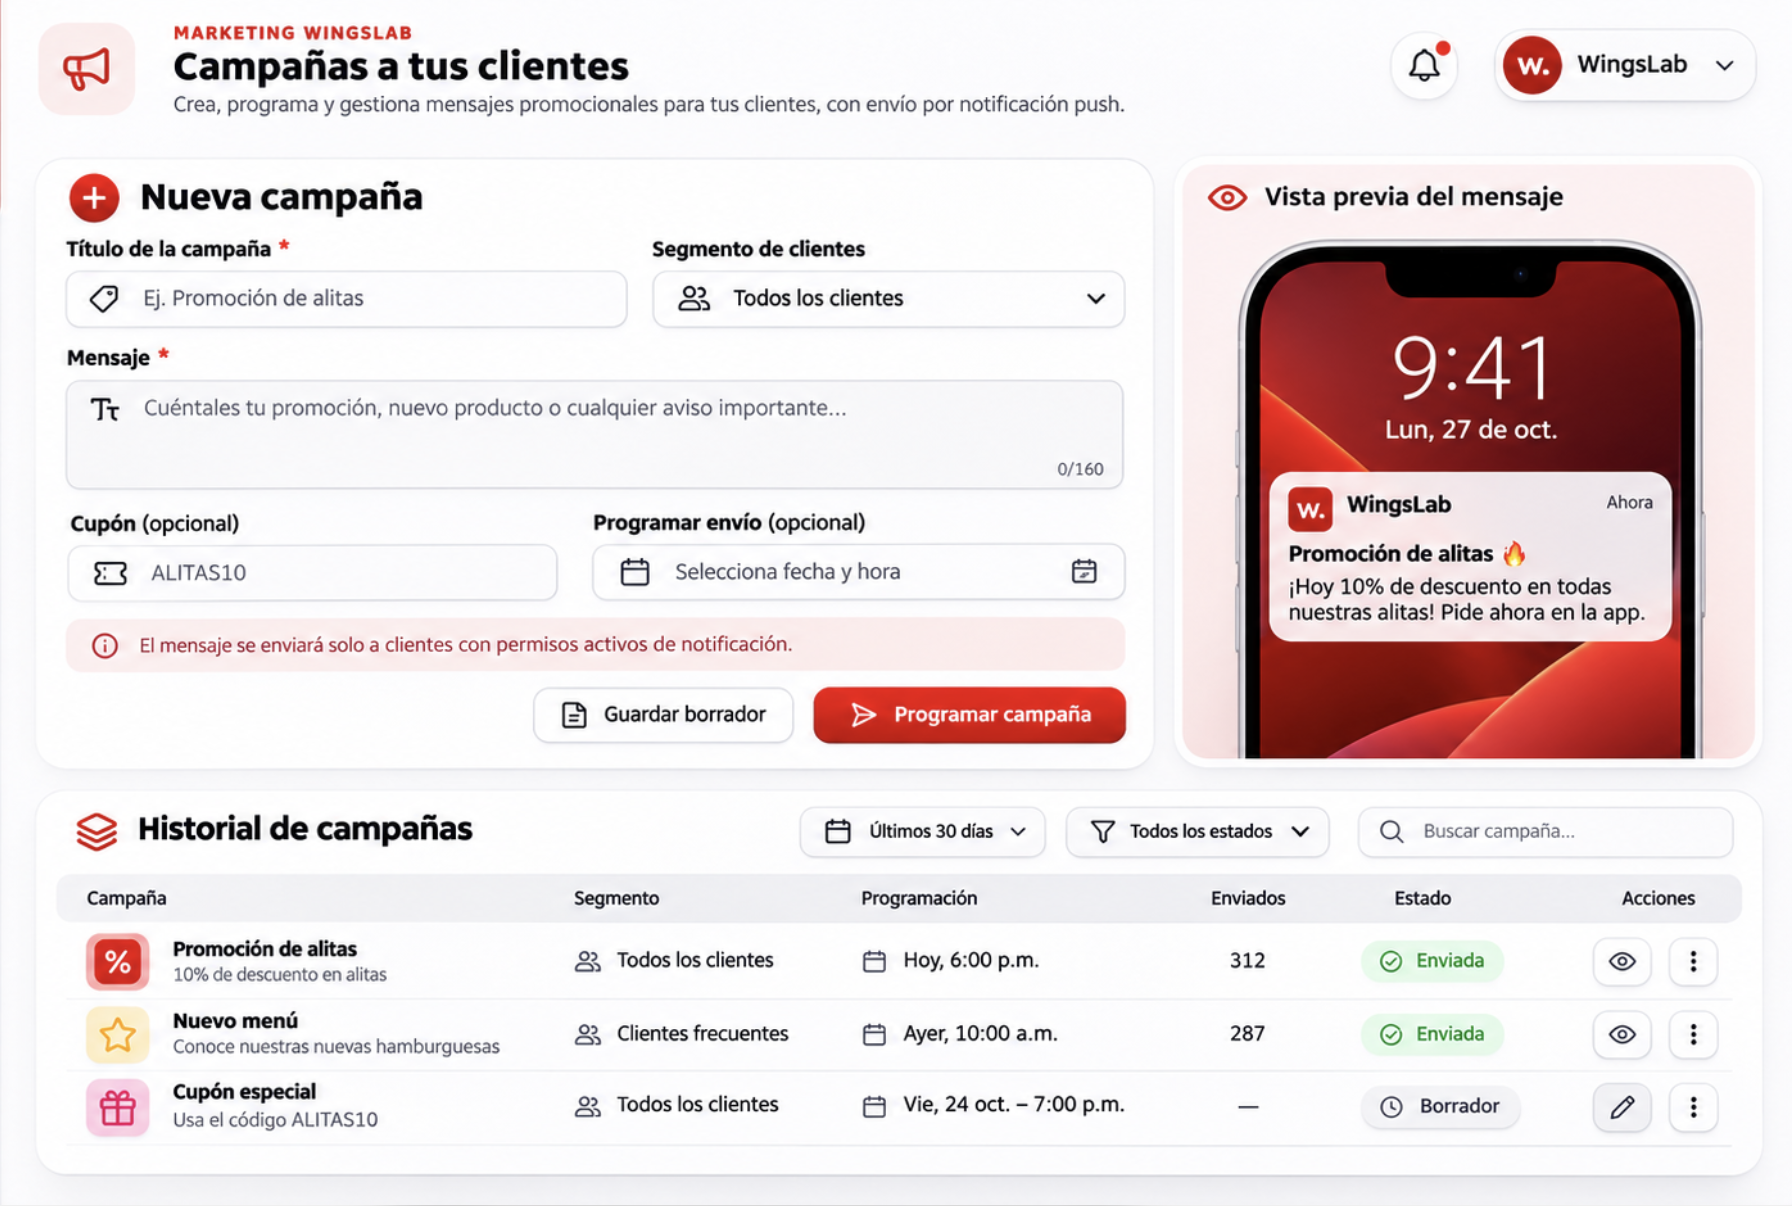 MARKETING WINGSLAB
Campañas a tus clientes
Crea, programa y gestiona mensajes promocionales para tus clientes, con envío por notificación push.
w.
WingsLab
Nueva campaña
Título de la campaña *
Segmento de clientes
Ej. Promoción de alitas
Todos los clientes
Mensaje *
Tт
Cuéntales tu promoción, nuevo producto o cualquier aviso importante...
0/160
Cupón (opcional)
Programar envío (opcional)
ALITAS10
Selecciona fecha y hora
El mensaje se enviará solo a clientes con permisos activos de notificación.
Guardar borrador
Programar campaña
Vista previa del mensaje
9:41
Lun, 27 de oct.
w.
WingsLab
Ahora
Promoción de alitas 🔥
¡Hoy 10% de descuento en todas
nuestras alitas! Pide ahora en la app.
Historial de campañas
Últimos 30 días
Todos los estados
Buscar campaña...
Campaña Segmento Programación Enviados Estado Acciones
%
Promoción de alitas
10% de descuento en alitas
Todos los clientes
Hoy, 6:00 p.m.
312
Enviada
Nuevo menú
Conoce nuestras nuevas hamburguesas
Clientes frecuentes
Ayer, 10:00 a.m.
287
Enviada
Cupón especial
Usa el código ALITAS10
Todos los clientes
Vie, 24 oct. – 7:00 p.m.
—
Borrador